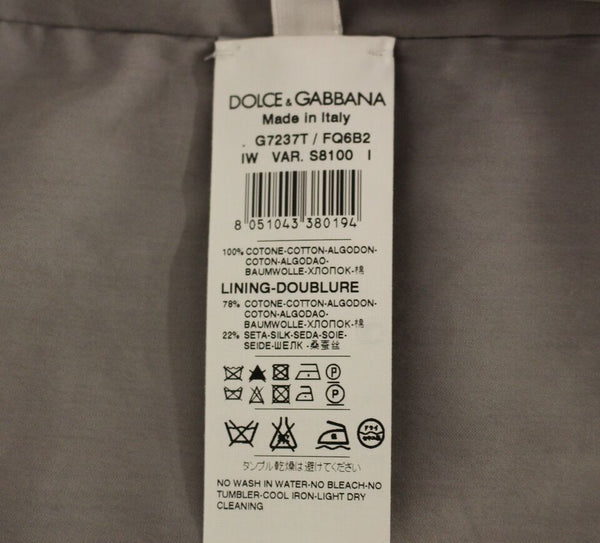 DOLCE & GABBANA
Made in Italy
. G7237T / FQ6B2
IW VAR. S8100 I
8 051043 380194
100% COTONE-COTTON-ALGODON-
COTON-ALGODAO-
BAUMWOLLE-ХЛОПОК-棉
LINING-DOUBLURE
78% COTONE-COTTON-ALGODON-
COTON-ALGODAO-
BAUMWOLLE-ХЛОПОК-棉
22% SETA-SILK-SEDA-SOIE-
SEIDE-ШЕЛК -桑蚕丝
P
P
ドライ
タンブル乾燥は避けてください
NO WASH IN WATER-NO BLEACH-NO
TUMBLER-COOL IRON-LIGHT DRY
CLEANING